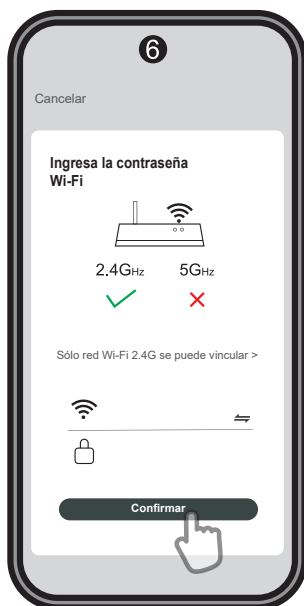 6
Cancelar
Ingresa la contraseña
Wi-Fi
2.4GHz 5GHz
Sólo red Wi-Fi 2.4G se puede vincular >
Confirmar